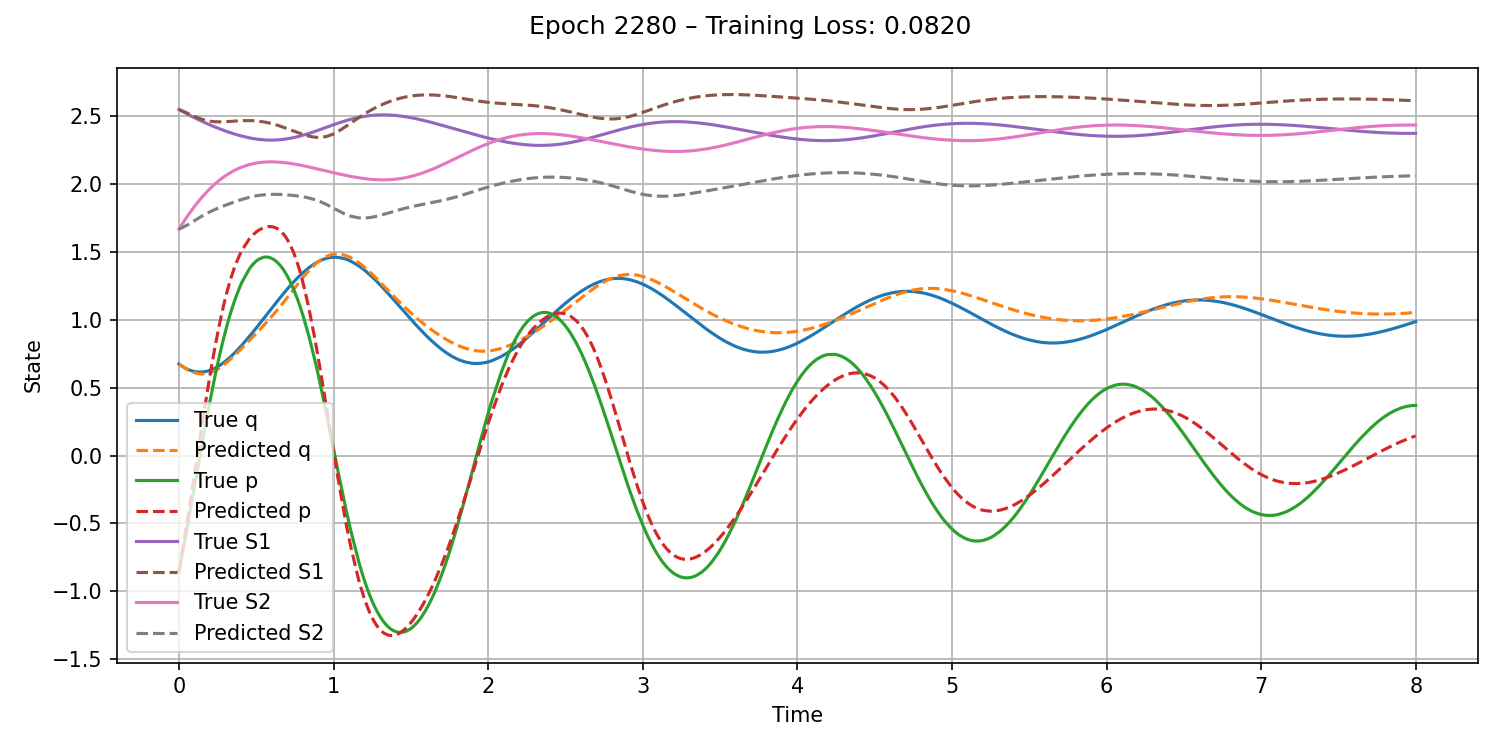 Epoch 2280 – Training Loss: 0.0820
State
2.5
2.0
1.5
1.0
0.5
0.0
−0.5
−1.0
−1.5
True q
Predicted q
True p
Predicted p
True S1
Predicted S1
True S2
Predicted S2
0 1 2 3 4 5 6 7 8
Time